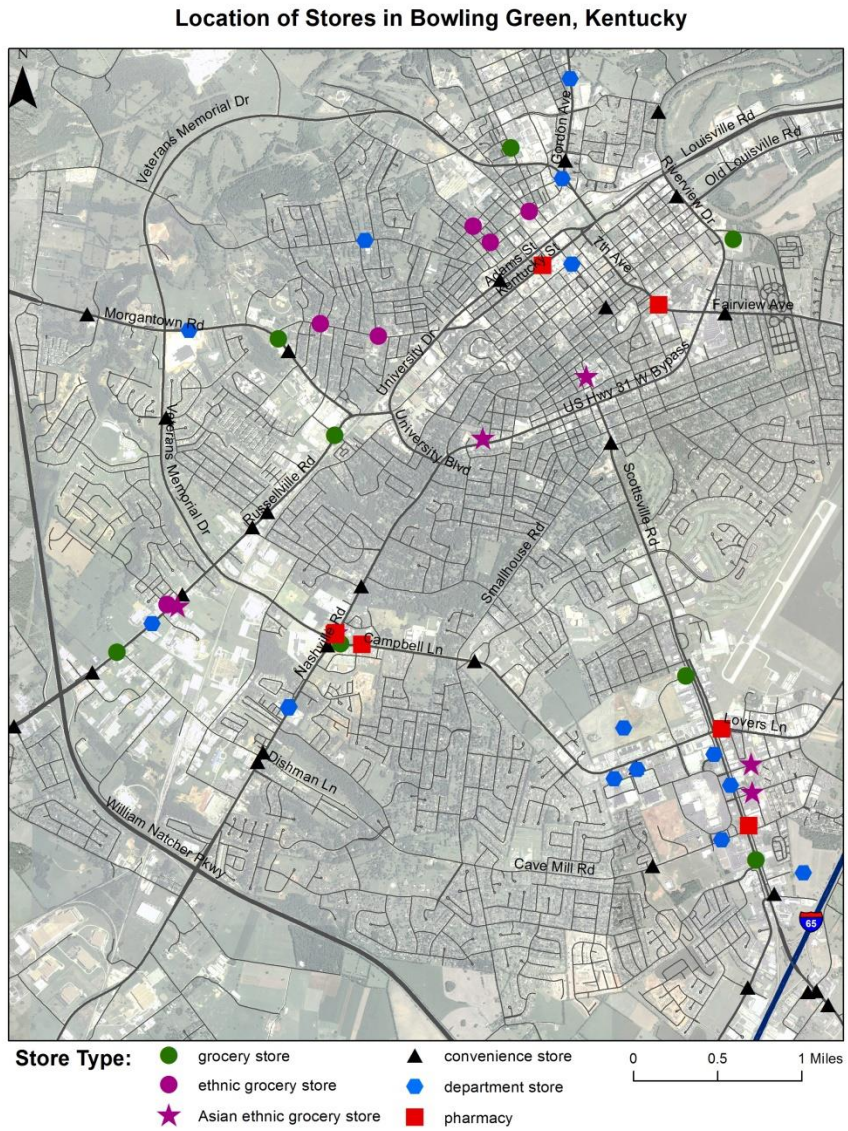 Location of Stores in Bowling Green, Kentucky
N
Veterans Memorial Dr
Gordon Ave
Louisville Rd
Old Louisville Rd
Riverview Dr
7th Ave
Adams St
Kentucky St
Fairview Ave
Morgantown Rd
University Dr
US Hwy 31 W Bypass
University Blvd
Veterans Memorial Dr
Scottsville Rd
Russellville Rd
Smallhouse Rd
Nashville Rd
Campbell Ln
Lovers Ln
Dishman Ln
William Natcher Pkwy
Cave Mill Rd
65
Store Type:
grocery store
ethnic grocery store
Asian ethnic grocery store
convenience store
department store
pharmacy
0 0.5 1 Miles